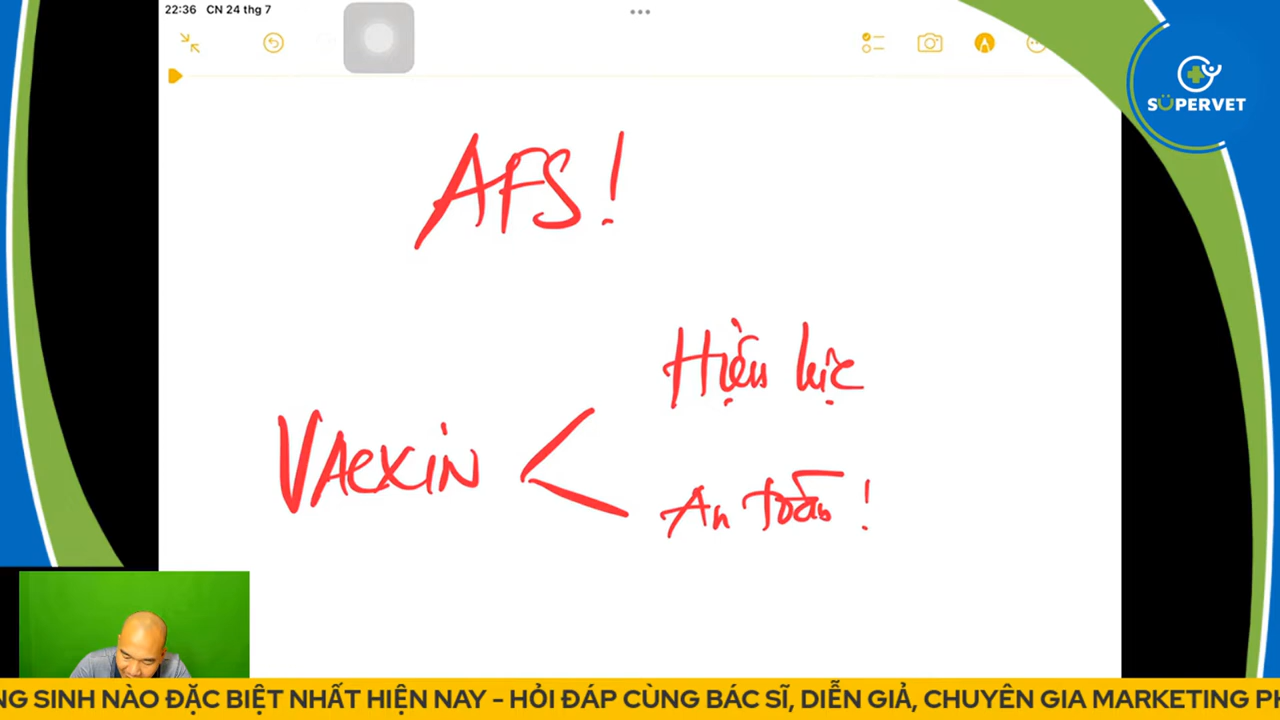 22:36 CN 24 thg 7
SÜPERVET
AFS!
Hiệu lực
VAcxin <
An toàn !
NG SINH NÀO ĐẶC BIỆT NHẤT HIỆN NAY - HỎI ĐÁP CÙNG BÁC SĨ, DIỄN GIẢ, CHUYÊN GIA MARKETING PH